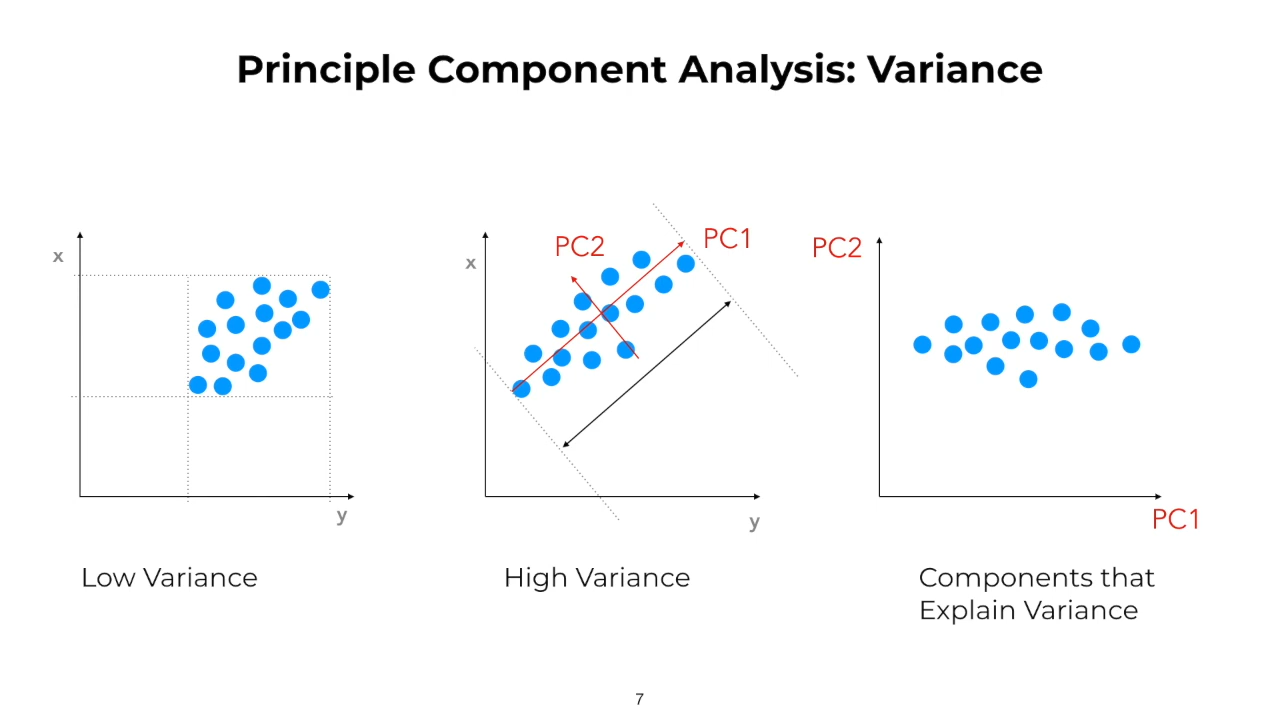 Principle Component Analysis: Variance
x
y
Low Variance
x
PC2
PC1
y
High Variance
PC2
PC1
Components that
Explain Variance
7